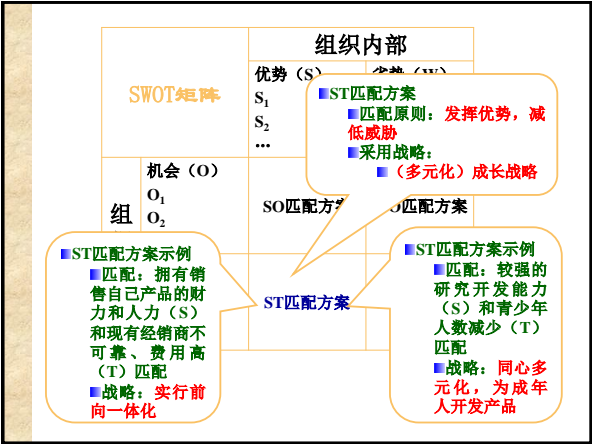 组织内部
SWOT矩阵
优势（S）
S1
S2
…
ST匹配方案
匹配原则：发挥优势，减
低威胁
采用战略：
（多元化）成长战略
机会（O）
O1
O2
组
SO匹配方案
O匹配方案
ST匹配方案示例
匹配：拥有销
售自己产品的财
力和人力（S）
和现有经销商不
可靠、费用高
（T）匹配
战略：实行前
向一体化
ST匹配方案
ST匹配方案示例
匹配：较强的
研究开发能力
（S）和青少年
人数减少（T）
匹配
战略：同心多
元化，为成年
人开发产品